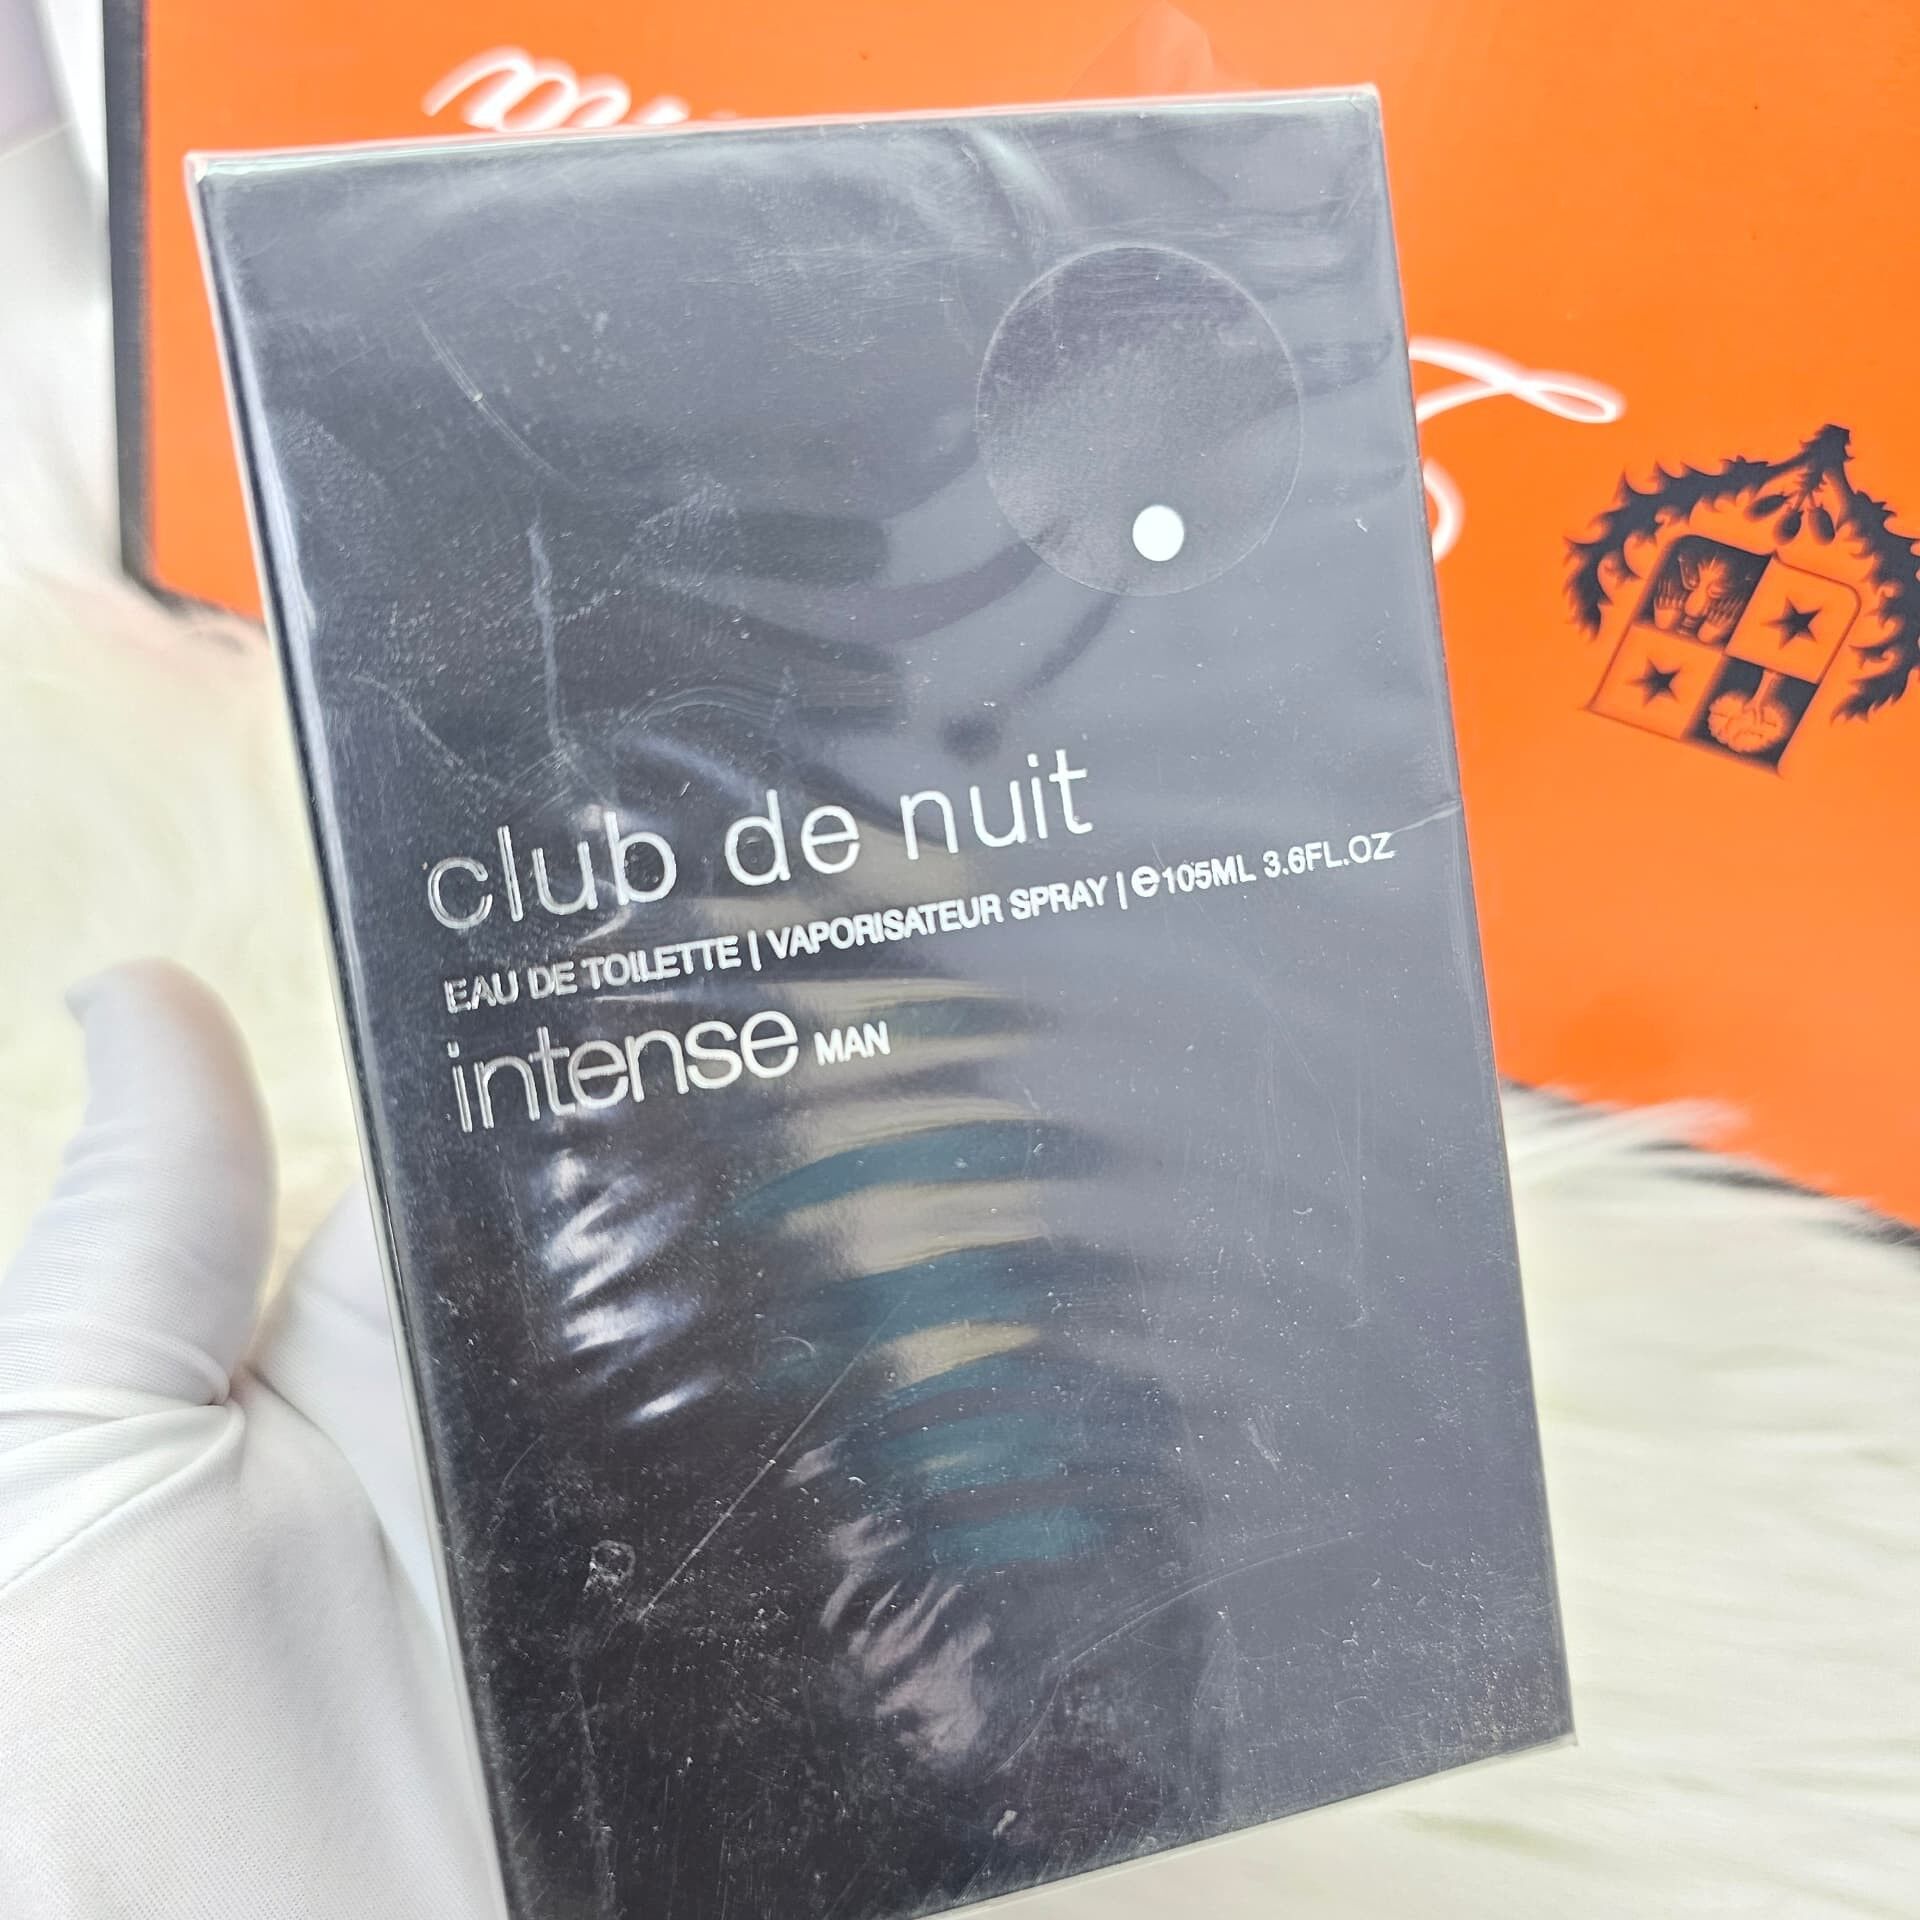 club de nuit
EAU DE TOILETTE | VAPORISATEUR SPRAY | ℮105ML 3.6FL.OZ
intense MAN